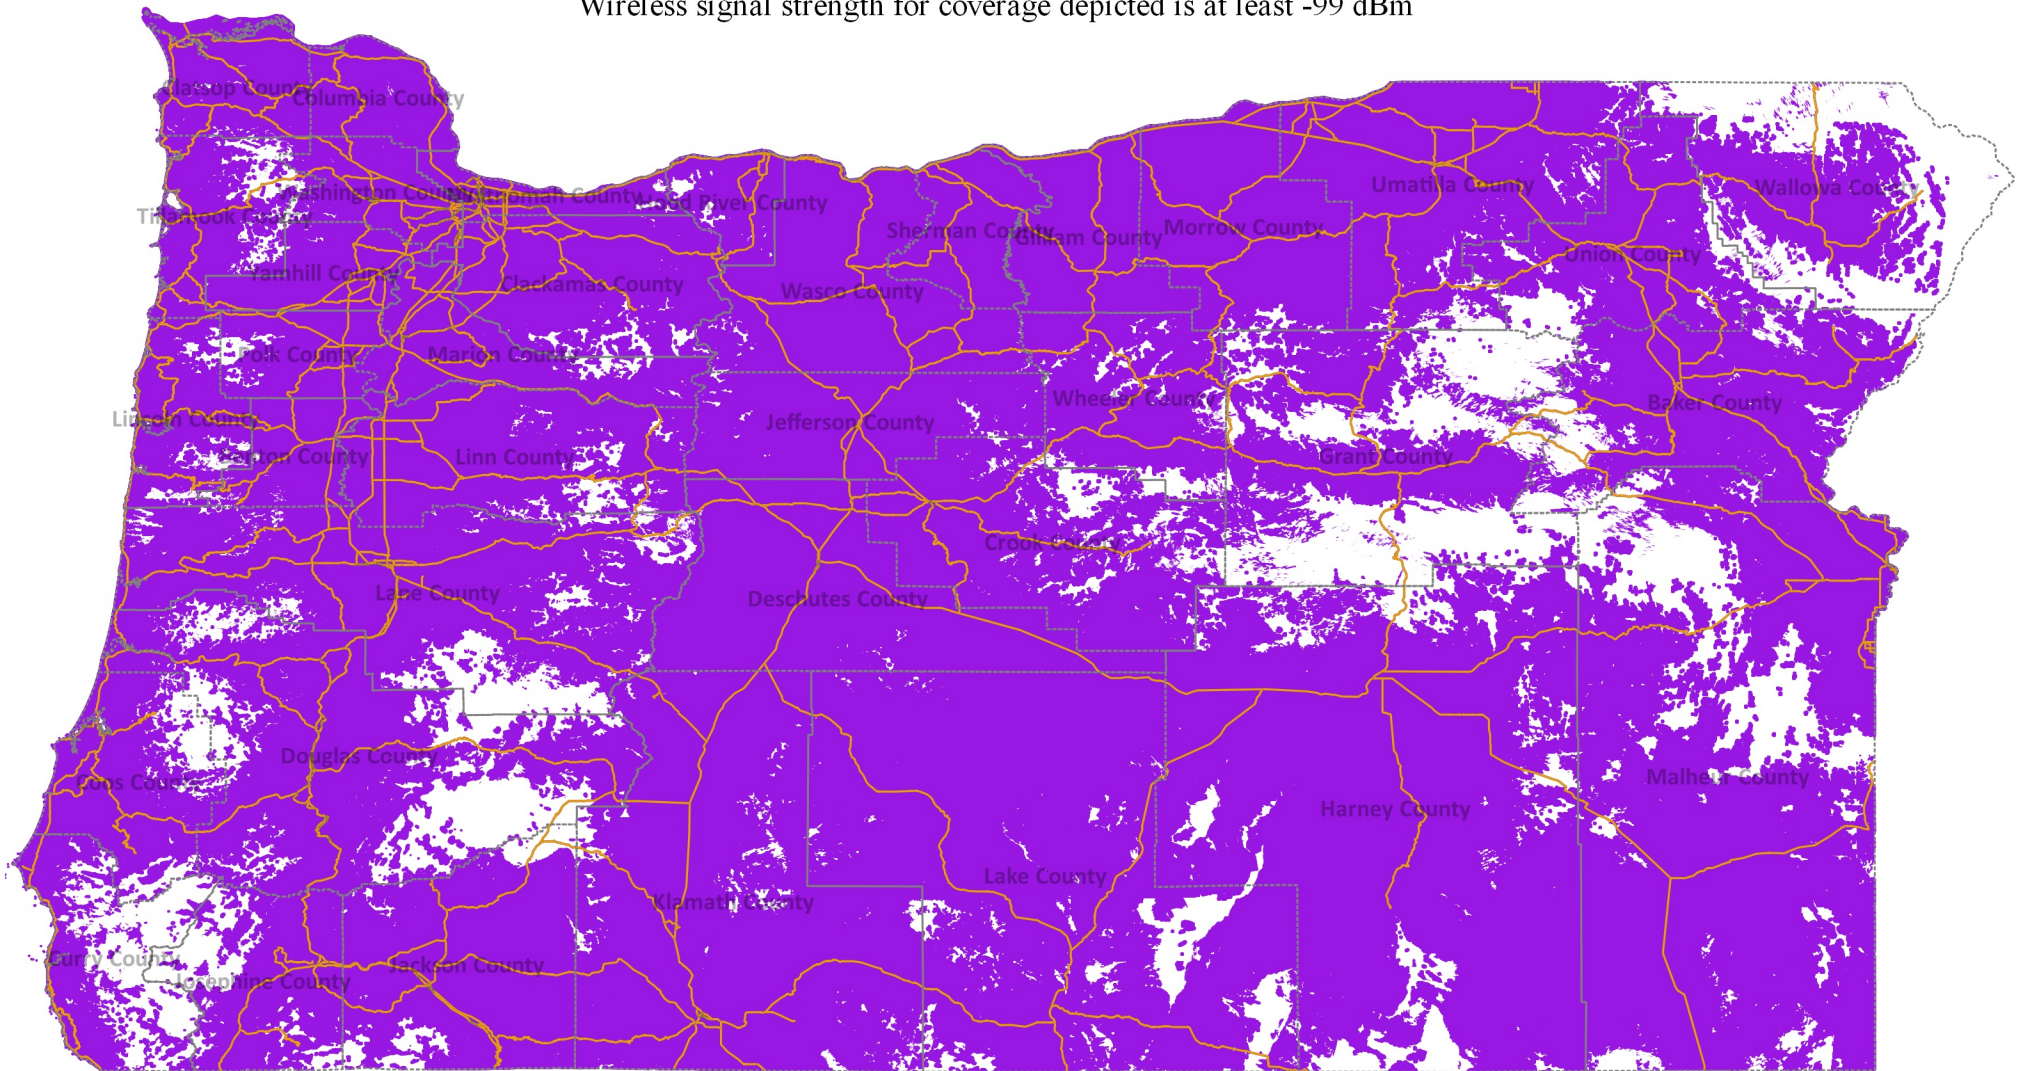 Wireless signal strength for coverage depicted is at least -99 dBm
Clatsop County
Columbia County
Washington County
Multnomah County
Hood River County
Tillamook County
Umatilla County
Wallowa County
Sherman County
Gilliam County
Morrow County
Union County
Yamhill County
Clackamas County
Wasco County
Polk County
Marion County
Wheeler County
Baker County
Lincoln County
Jefferson County
Benton County
Linn County
Grant County
Crook County
Lane County
Deschutes County
Douglas County
Coos County
Malheur County
Harney County
Lake County
Klamath County
Curry County
Josephine County
Jackson County